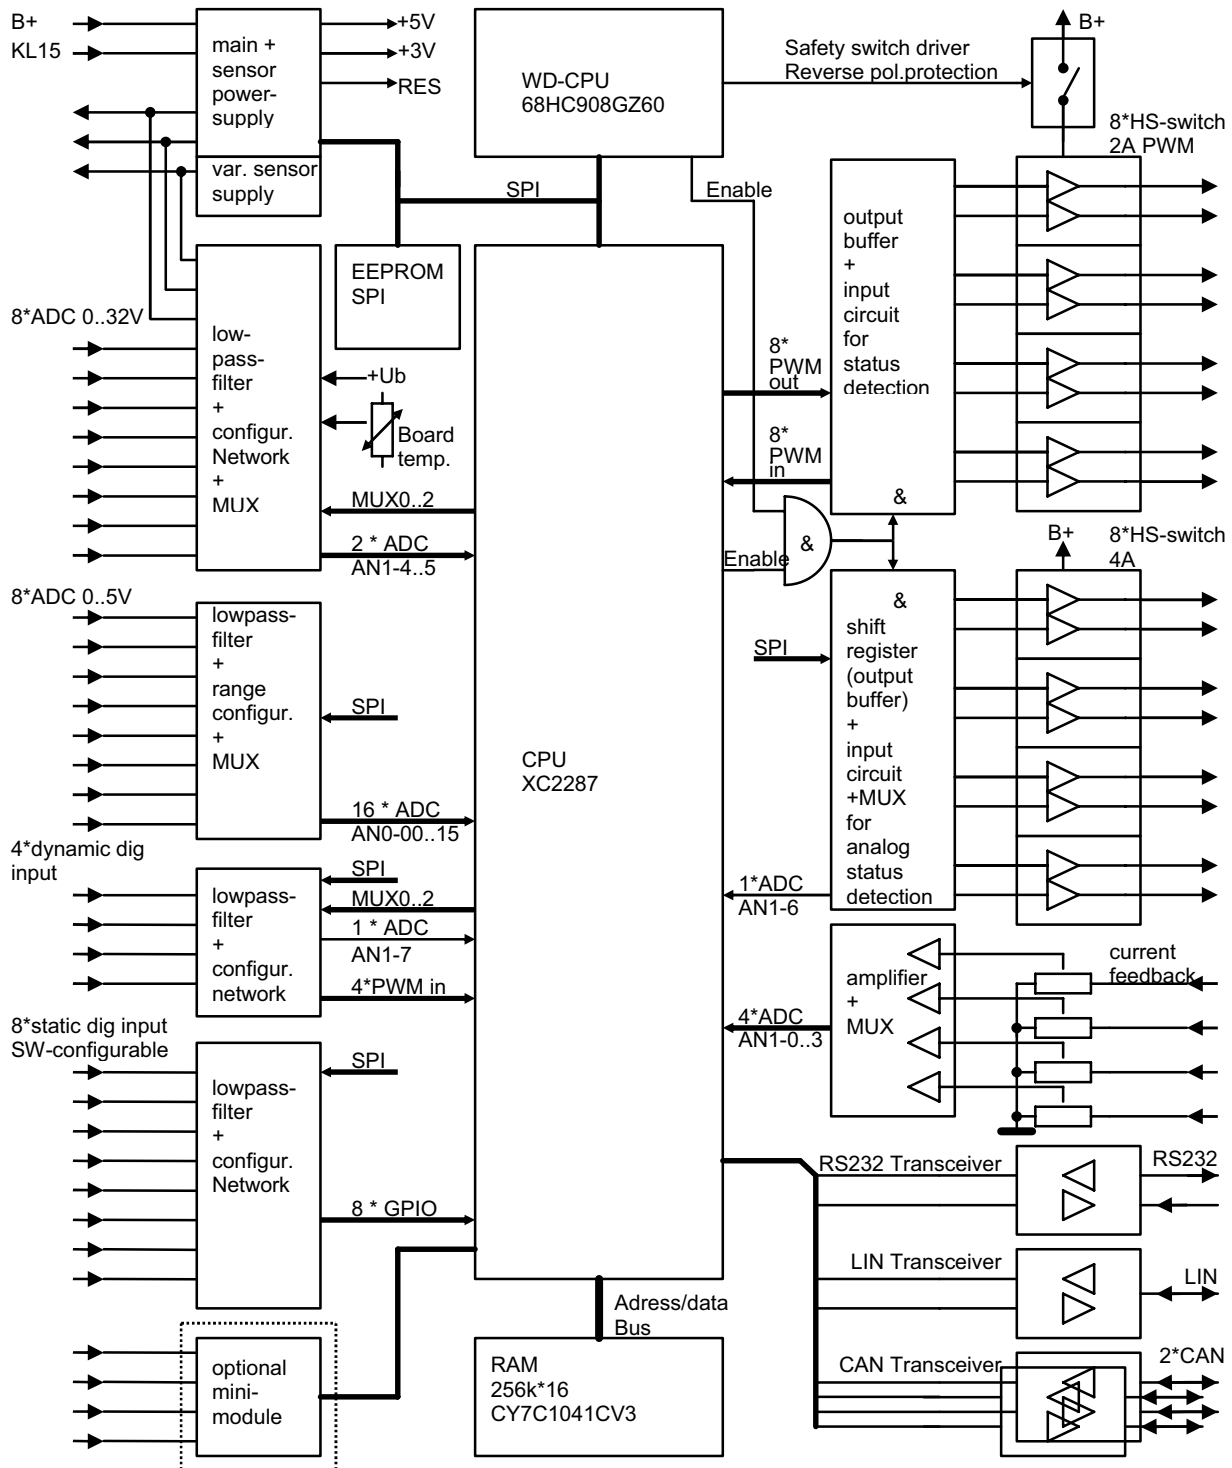 B+
KL15
main +
sensor
power-
supply
var. sensor
supply
+5V
+3V
RES
WD-CPU
68HC908GZ60
Safety switch driver
Reverse pol.protection
B+
8*HS-switch
2A PWM
SPI
Enable
output
buffer
+
input
circuit
for
status
detection
&
EEPROM
SPI
8*ADC 0..32V
low-
pass-
filter
+
configur.
Network
+
MUX
+Ub
Board
temp.
MUX0..2
2 * ADC
AN1-4..5
8*
PWM
out
8*
PWM
in
&
Enable
B+
8*HS-switch
4A
8*ADC 0..5V
lowpass-
filter
+
range
configur.
+
MUX
SPI
16 * ADC
AN0-00..15
CPU
XC2287
SPI
&
shift
register
(output
buffer)
+
input
circuit
+MUX
for
analog
status
detection
1*ADC
AN1-6
4*dynamic dig
input
lowpass-
filter
+
configur.
network
SPI
MUX0..2
1 * ADC
AN1-7
4*PWM in
amplifier
+
MUX
current
feedback
4*ADC
AN1-0..3
8*static dig input
SW-configurable
lowpass-
filter
+
configur.
Network
SPI
8 * GPIO
RS232 Transceiver
RS232
LIN Transceiver
LIN
CAN Transceiver
2*CAN
Adress/data
Bus
optional
mini-
module
RAM
256k*16
CY7C1041CV3